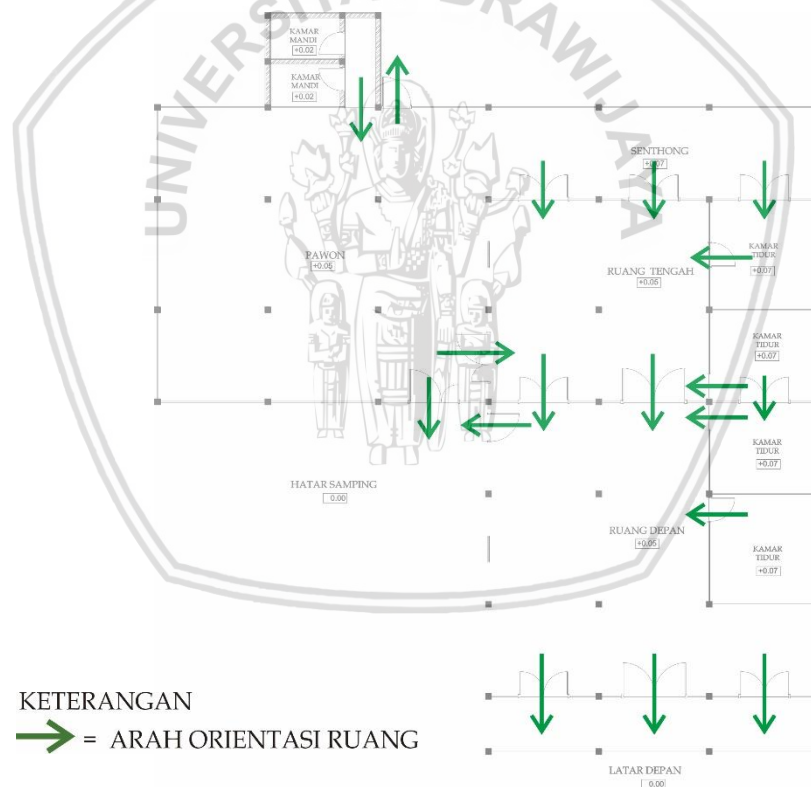 UNIVERSITAS BRAWIJAYA
KAMAR
MANDI
+0.02
KAMAR
MANDI
+0.02
SENTHONG
+0.07
PAWON
+0.05
RUANG TENGAH
+0.05
KAMAR
TIDUR
+0.07
KAMAR
TIDUR
+0.07
KAMAR
TIDUR
+0.07
HATAR SAMPING
0.00
RUANG DEPAN
+0.05
KAMAR
TIDUR
+0.07
KETERANGAN
= ARAH ORIENTASI RUANG
LATAR DEPAN
0.00